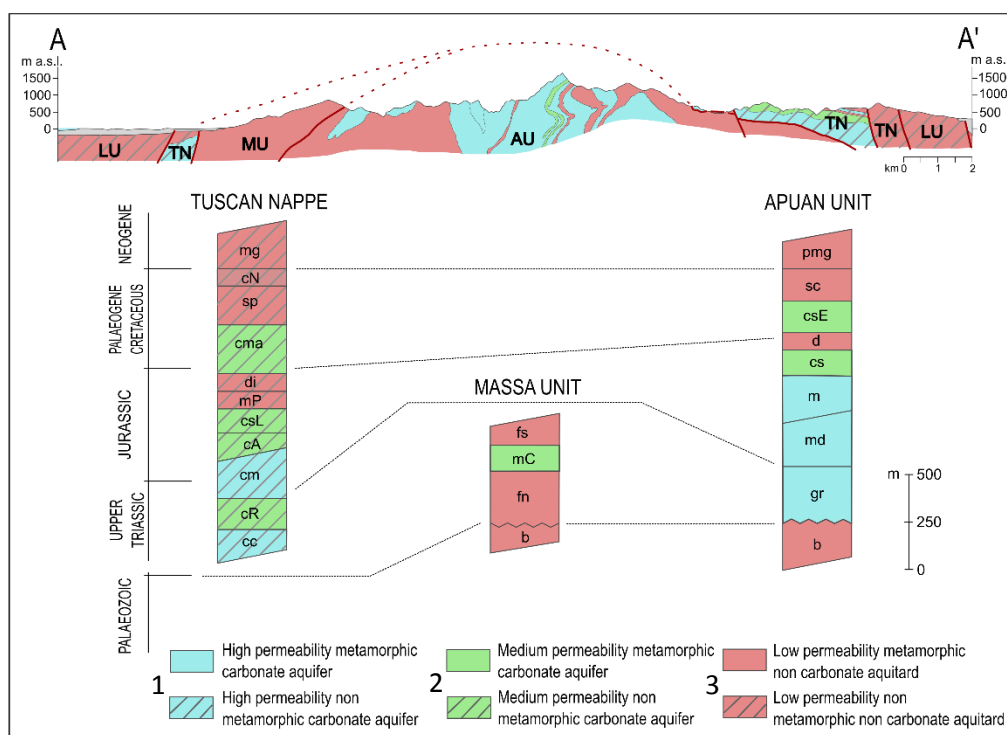 A
A'
m a.s.l.
1500
1000
500
0
m a.s.l.
1500
1000
500
0
LU
TN
MU
AU
TN
TN
LU
km 0 1 2
TUSCAN NAPPE
APUAN UNIT
MASSA UNIT
NEOGENE
PALAEOGENE
CRETACEOUS
JURASSIC
UPPER
TRIASSIC
PALAEOZOIC
mg
cN
sp
cma
di
mP
csL
cA
cm
cR
cc
fs
mC
fn
b
pmg
sc
csE
d
cs
m
md
gr
b
m
500
250
0
1
High permeability metamorphic
carbonate aquifer
High permeability non
metamorphic carbonate aquifer
2
Medium permeability metamorphic
carbonate aquifer
Medium permeability non
metamorphic carbonate aquifer
3
Low permeability metamorphic
non carbonate aquitard
Low permeability non
metamorphic non carbonate aquitard